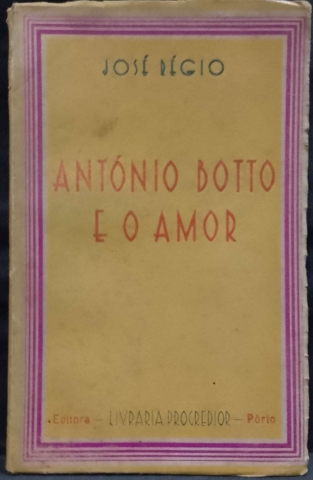 JOSÉ RÉGIO
ANTÓNIO BOTTO
E O AMOR
Editora — LIVRARIA PROGREDIOR — Pôrto